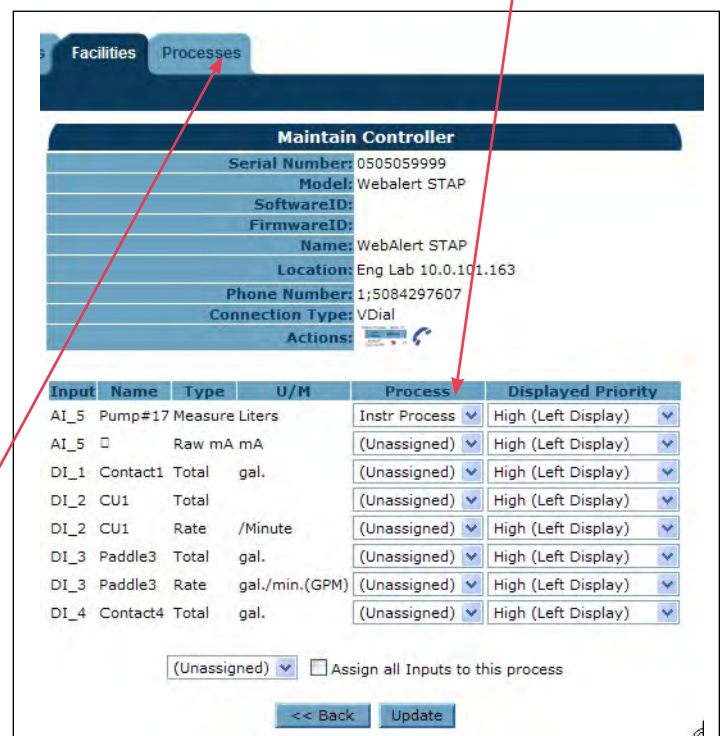 s Facilities Processes
Maintain Controller
Serial Number: 0505059999
Model: Webalert STAP
SoftwareID:
FirmwareID:
Name: WebAlert STAP
Location: Eng Lab 10.0.101.163
Phone Number: 1;5084297607
Connection Type: VDial
Actions:
Input Name Type U/M Process Displayed Priority
AI_5 Pump#17 Measure Liters Instr Process High (Left Display)
AI_5 Raw mA mA (Unassigned) High (Left Display)
DI_1 Contact1 Total gal. (Unassigned) High (Left Display)
DI_2 CU1 Total (Unassigned) High (Left Display)
DI_2 CU1 Rate /Minute (Unassigned) High (Left Display)
DI_3 Paddle3 Total gal. (Unassigned) High (Left Display)
DI_3 Paddle3 Rate gal./min.(GPM) (Unassigned) High (Left Display)
DI_4 Contact4 Total gal. (Unassigned) High (Left Display)
(Unassigned) Assign all Inputs to this process
<< Back Update